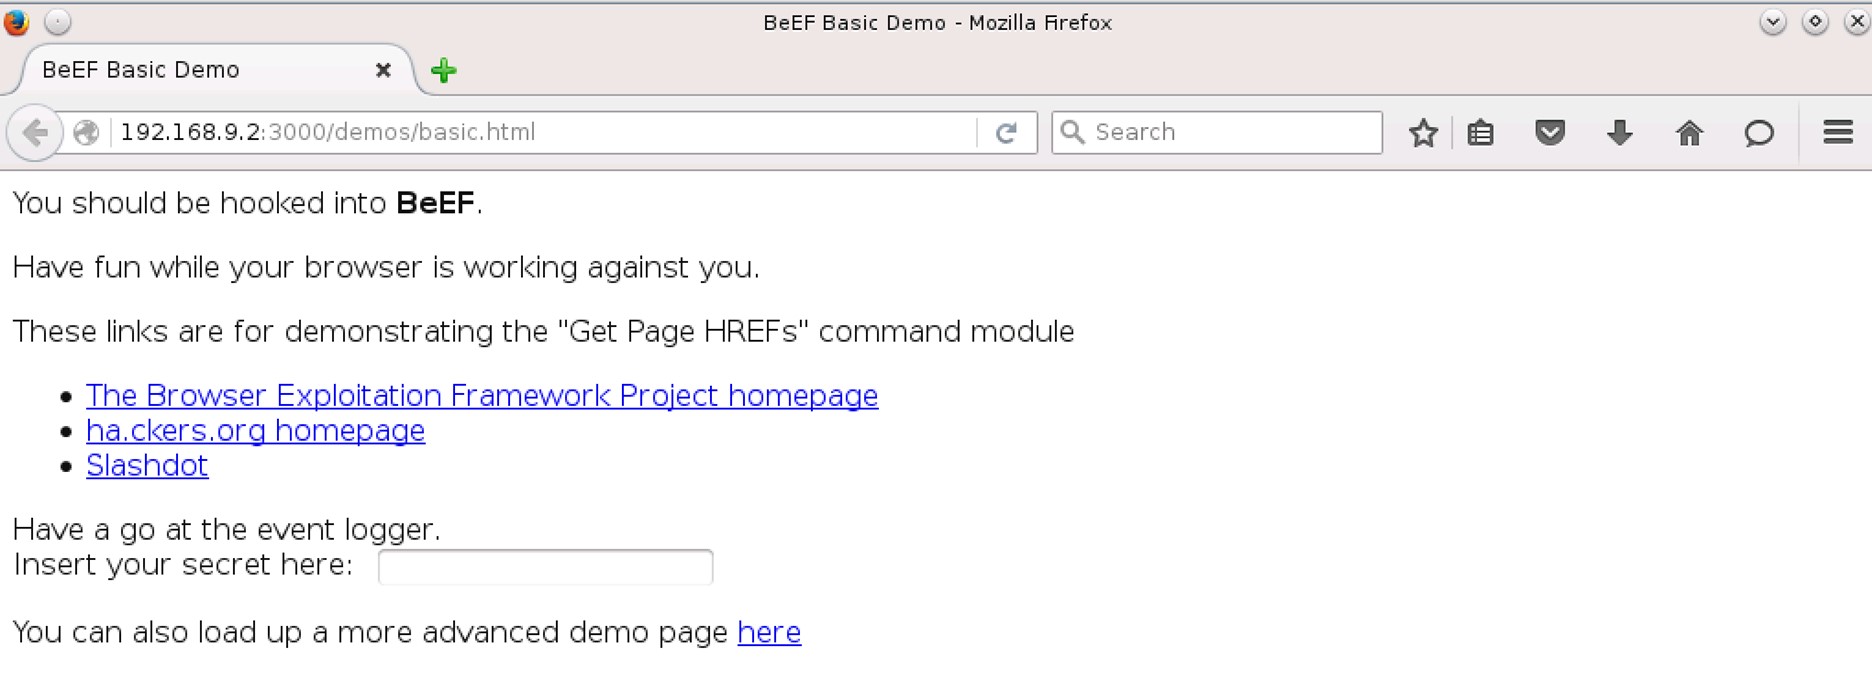 BeEF Basic Demo - Mozilla Firefox
BeEF Basic Demo
192.168.9.2:3000/demos/basic.html
Search
You should be hooked into BeEF.
Have fun while your browser is working against you.
These links are for demonstrating the "Get Page HREFs" command module
The Browser Exploitation Framework Project homepage
ha.ckers.org homepage
Slashdot
Have a go at the event logger.
Insert your secret here:
You can also load up a more advanced demo page here